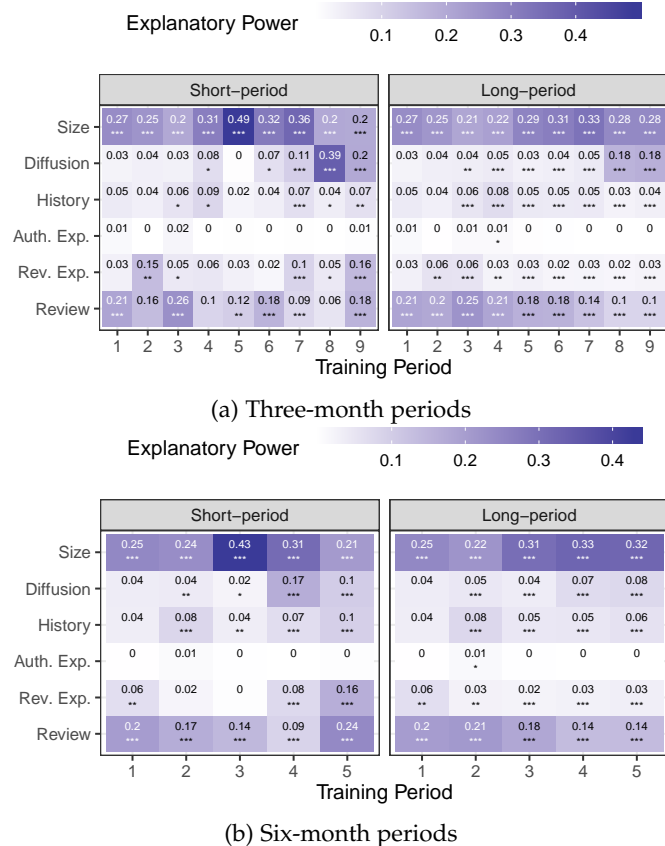 Explanatory Power
0.1 0.2 0.3 0.4
Short−period Long−period
Size 0.27 0.25 0.2 0.31 0.49 0.32 0.36 0.2 0.2 0.27 0.25 0.21 0.22 0.29 0.31 0.33 0.28 0.28
*** *** *** *** *** *** *** *** *** *** *** *** *** *** *** *** *** ***
Diffusion 0.03 0.04 0.03 0.08 0 0.07 0.11 0.39 0.2 0.03 0.04 0.04 0.05 0.03 0.04 0.05 0.18 0.18
* * *** *** *** ** *** *** *** *** *** ***
History 0.05 0.04 0.06 0.09 0.02 0.04 0.07 0.04 0.07 0.05 0.04 0.06 0.08 0.05 0.05 0.05 0.03 0.04
* * *** * ** *** *** *** *** *** *** ***
Auth. Exp. 0.01 0 0.02 0 0 0 0 0 0.01 0.01 0 0.01 0.01 0 0 0 0 0
*
Rev. Exp. 0.03 0.15 0.05 0.06 0.03 0.02 0.1 0.05 0.16 0.03 0.06 0.06 0.03 0.02 0.03 0.02 0.02 0.03
** * *** * *** ** ** ** *** *** *** *** ***
Review 0.21 0.16 0.26 0.1 0.12 0.18 0.09 0.06 0.18 0.21 0.2 0.25 0.21 0.18 0.18 0.14 0.1 0.1
*** *** ** *** *** *** *** *** *** *** *** *** *** *** ***
1 2 3 4 5 6 7 8 9 1 2 3 4 5 6 7 8 9
Training Period
(a) Three-month periods
Explanatory Power
0.1 0.2 0.3 0.4
Short−period Long−period
Size 0.25 0.24 0.43 0.31 0.21 0.25 0.22 0.31 0.33 0.32
*** *** *** *** *** *** *** *** *** ***
Diffusion 0.04 0.04 0.02 0.17 0.1 0.04 0.05 0.04 0.07 0.08
** * *** *** *** *** *** ***
History 0.04 0.08 0.04 0.07 0.1 0.04 0.08 0.05 0.05 0.06
*** ** *** *** *** *** *** ***
Auth. Exp. 0 0.01 0 0 0 0 0.01 0 0 0
*
Rev. Exp. 0.06 0.02 0 0.08 0.16 0.06 0.03 0.02 0.03 0.03
** *** *** ** ** *** *** ***
Review 0.2 0.17 0.14 0.09 0.24 0.2 0.21 0.18 0.14 0.14
*** *** *** *** *** *** *** *** *** ***
1 2 3 4 5 1 2 3 4 5
Training Period
(b) Six-month periods